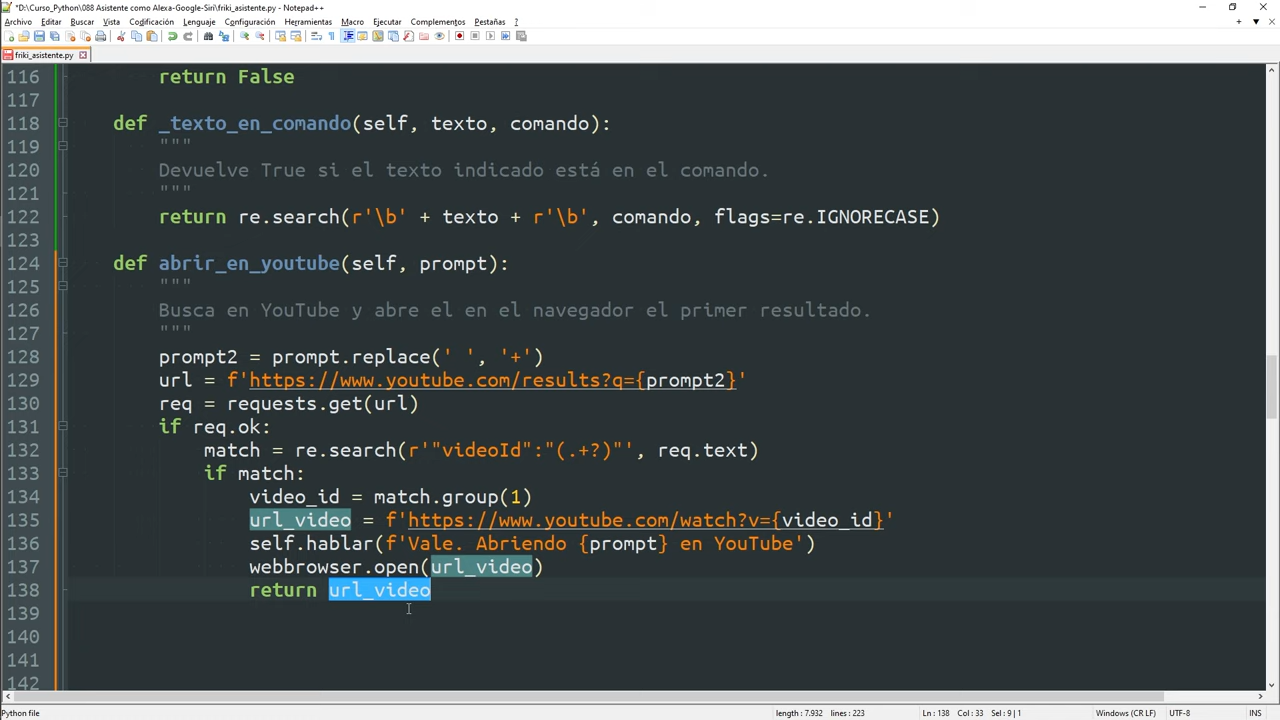 *D:\Curso_Python\088 Asistente como Alexa-Google-Siri\friki_asistente.py - Notepad++
Archivo Editar Buscar Vista Codificación Lenguaje Configuración Herramientas Macro Ejecutar Complementos Pestañas ?
friki_asistente.py
116 return False
117
118 def _texto_en_comando(self, texto, comando):
119 """
120 Devuelve True si el texto indicado está en el comando.
121 """
122 return re.search(r'\b' + texto + r'\b', comando, flags=re.IGNORECASE)
123
124 def abrir_en_youtube(self, prompt):
125 """
126 Busca en YouTube y abre el en el navegador el primer resultado.
127 """
128 prompt2 = prompt.replace(' ', '+')
129 url = f'https://www.youtube.com/results?q={prompt2}'
130 req = requests.get(url)
131 if req.ok:
132 match = re.search(r'"videoId":"(.+?)"', req.text)
133 if match:
134 video_id = match.group(1)
135 url_video = f'https://www.youtube.com/watch?v={video_id}'
136 self.hablar(f'Vale. Abriendo {prompt} en YouTube')
137 webbrowser.open(url_video)
138 return url_video
139
140
141
142
Python file length : 7.932 lines : 223 Ln : 138 Col : 33 Sel : 9 | 1 Windows (CR LF) UTF-8 INS